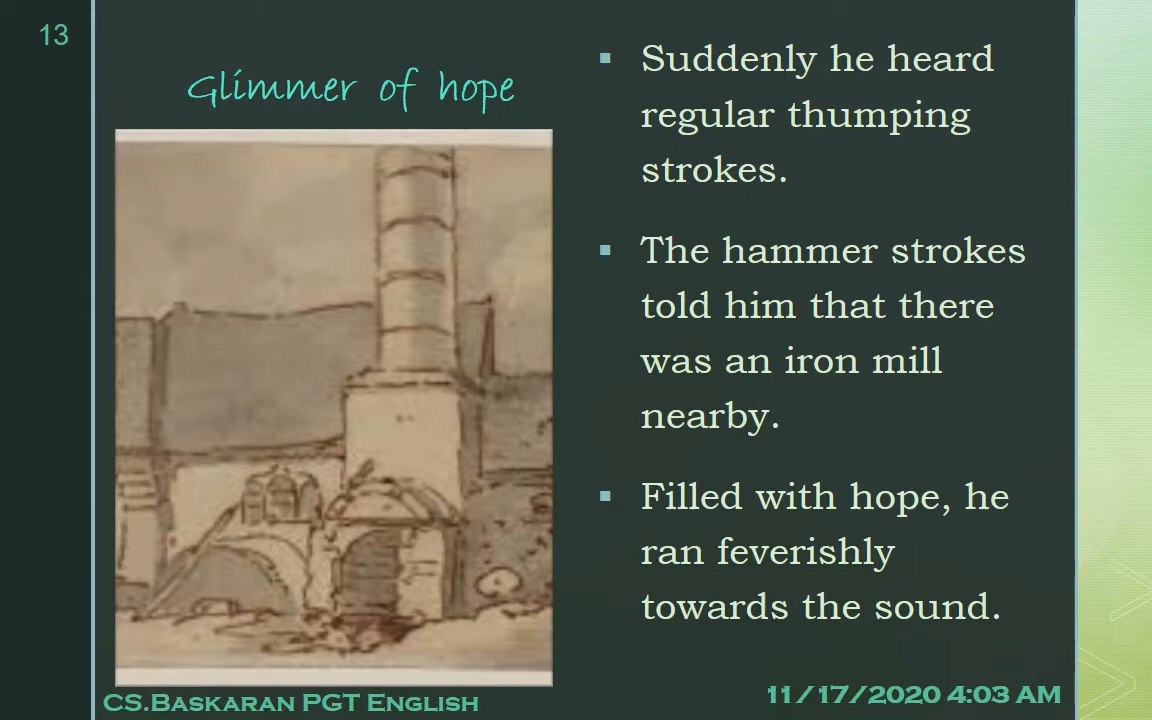 13
Glimmer of hope
▪ Suddenly he heard
regular thumping
strokes.
▪ The hammer strokes
told him that there
was an iron mill
nearby.
▪ Filled with hope, he
ran feverishly
towards the sound.
CS.Baskaran PGT English
11/17/2020 4:03 AM